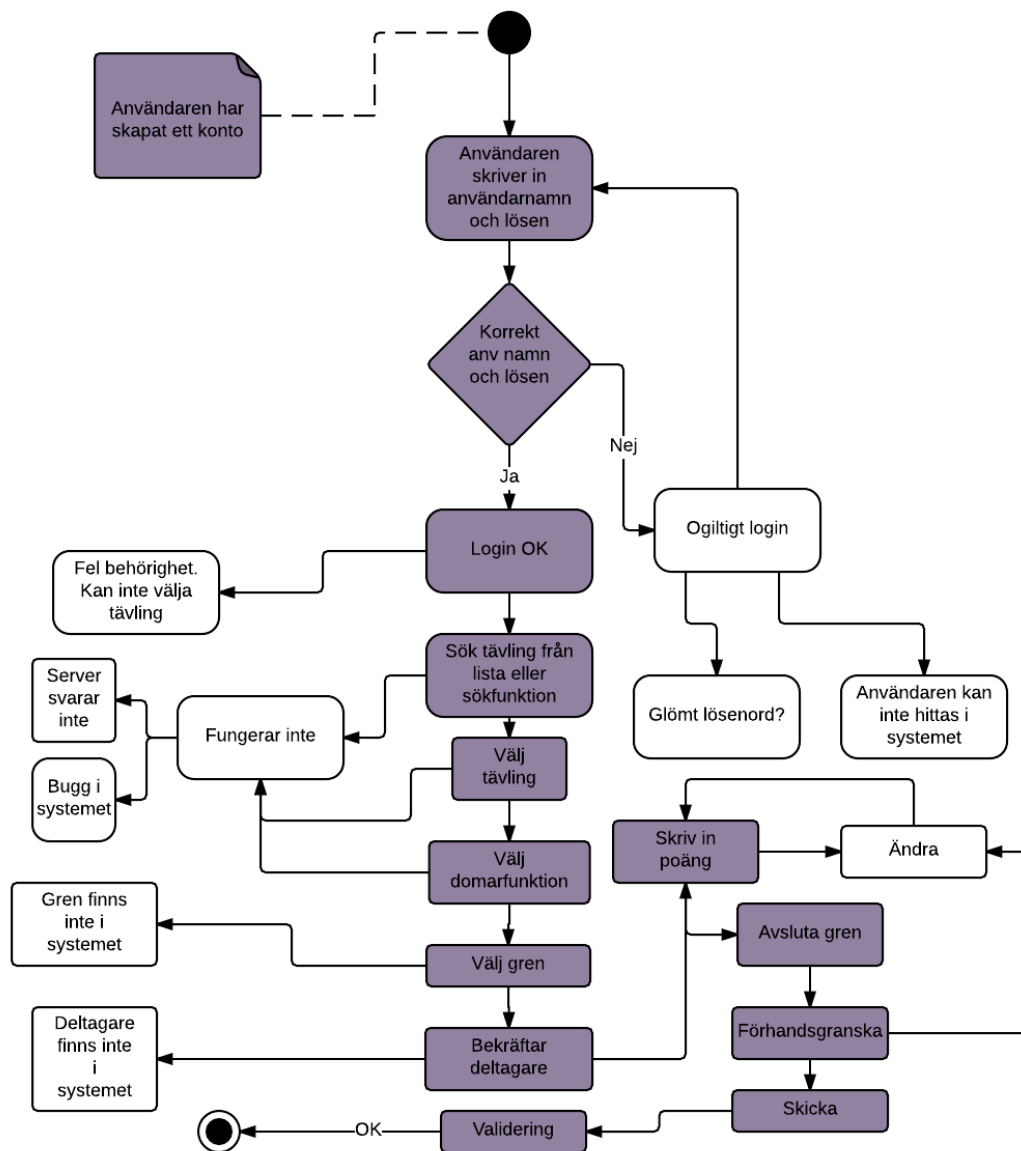 Användaren har
skapat ett konto
Användaren
skriver in
användarnamn
och lösen
Korrekt
anv namn
och lösen
Nej
Ja
Ogiltigt login
Login OK
Fel behörighet.
Kan inte välja
tävling
Sök tävling från
lista eller
sökfunktion
Server
svarar
inte
Fungerar inte
Glömt lösenord?
Användaren kan
inte hittas i
systemet
Välj
tävling
Bugg i
systemet
Skriv in
poäng
Ändra
Välj
domarfunktion
Gren finns
inte i
systemet
Avsluta gren
Välj gren
Deltagare
finns inte
i
systemet
Bekräftar
deltagare
Förhandsgranska
Skicka
Validering
OK